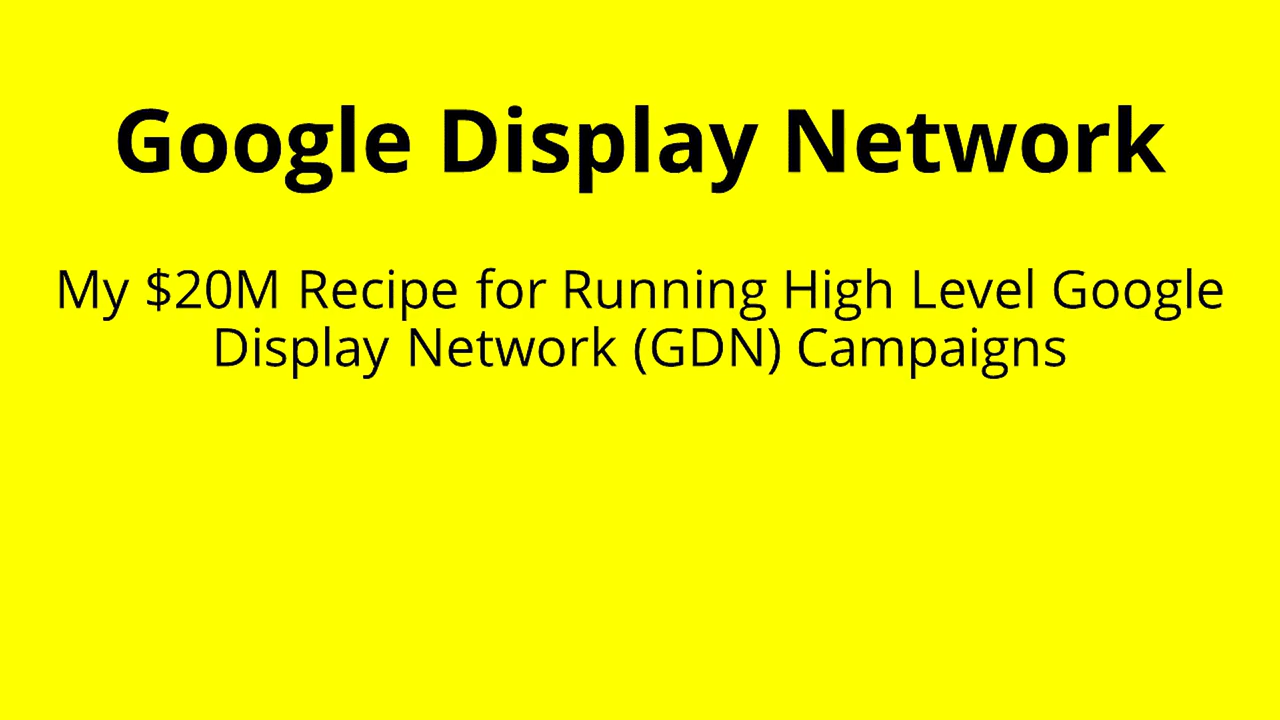 Google Display Network
My $20M Recipe for Running High Level Google
Display Network (GDN) Campaigns